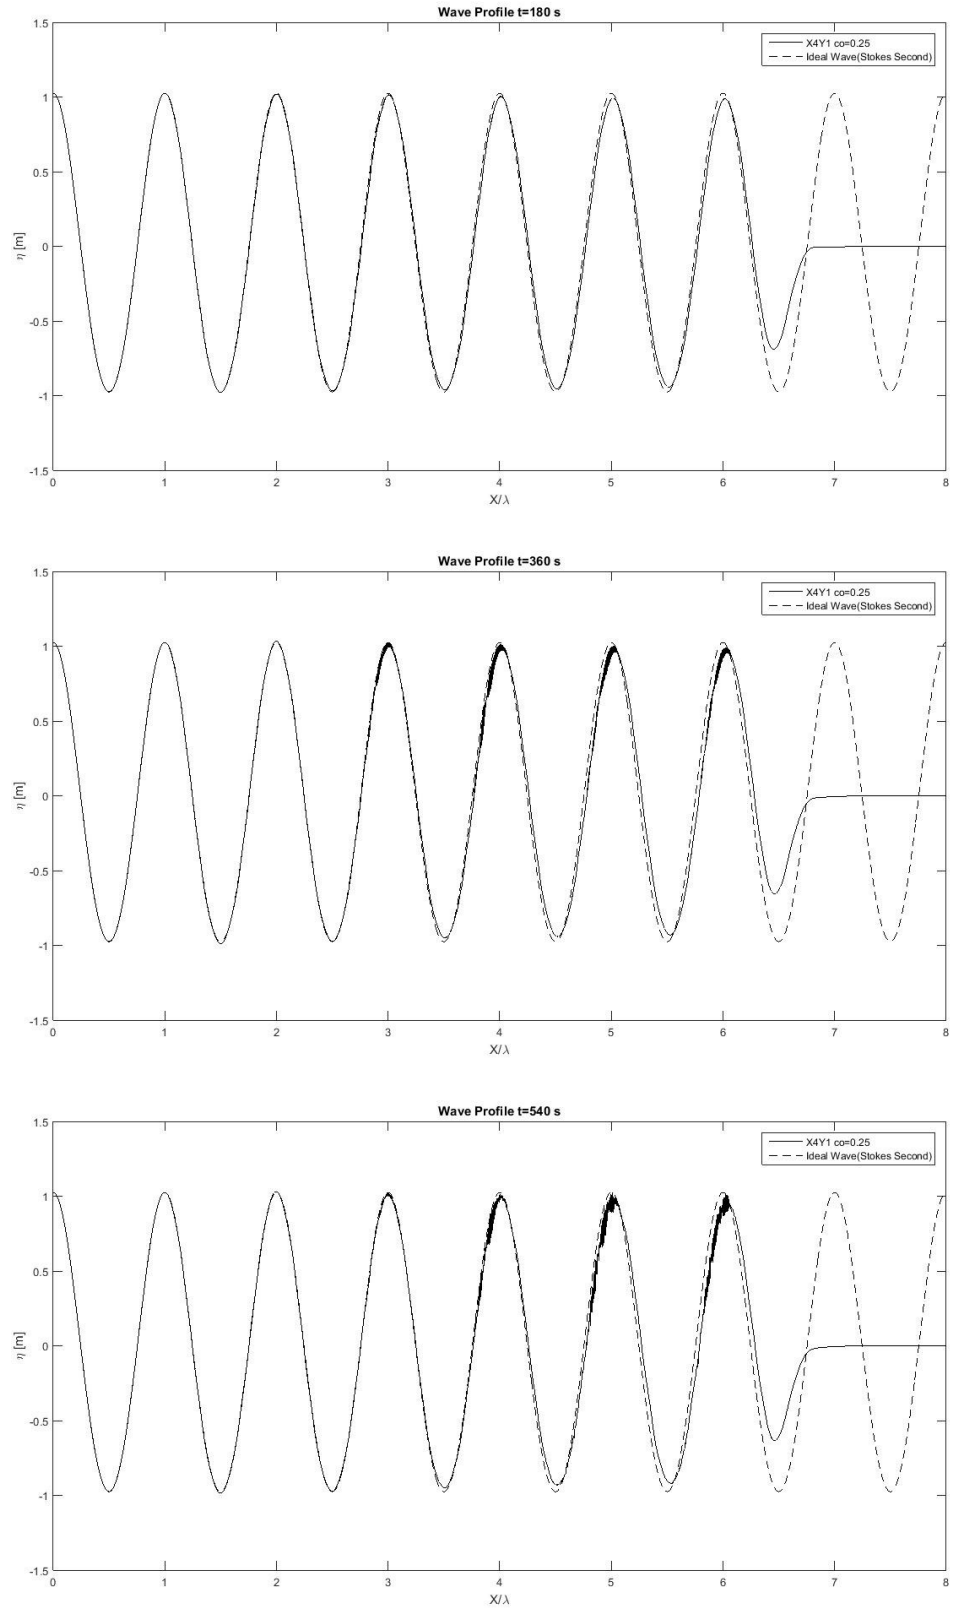 Wave Profile t=180 s
X4Y1 co=0.25
Ideal Wave(Stokes Second)
η [m]
1.5
1
0.5
0
-0.5
-1
-1.5
0 1 2 3 4 5 6 7 8
X/λ
Wave Profile t=360 s
X4Y1 co=0.25
Ideal Wave(Stokes Second)
η [m]
1.5
1
0.5
0
-0.5
-1
-1.5
0 1 2 3 4 5 6 7 8
X/λ
Wave Profile t=540 s
X4Y1 co=0.25
Ideal Wave(Stokes Second)
η [m]
1.5
1
0.5
0
-0.5
-1
-1.5
0 1 2 3 4 5 6 7 8
X/λ